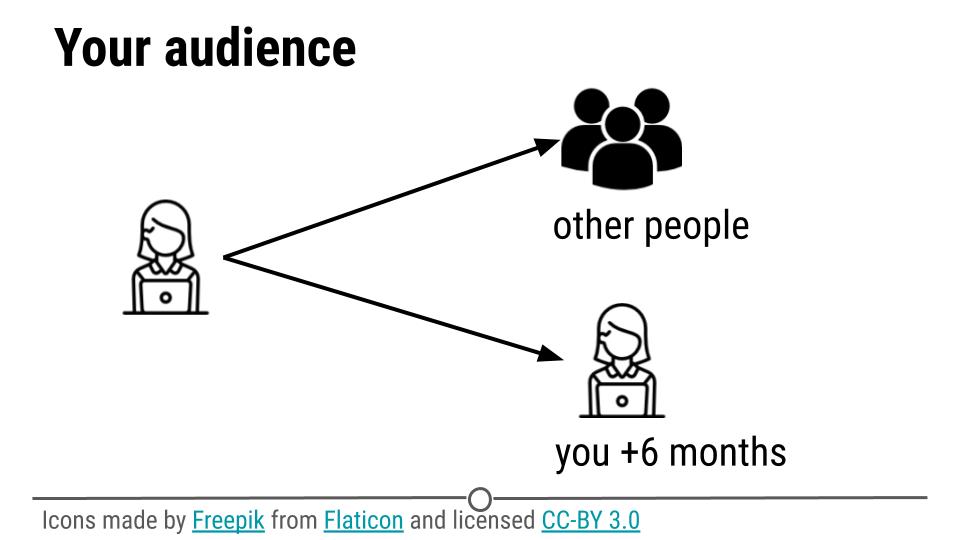 Your audience
other people
you +6 months
Icons made by Freepik from Flaticon and licensed CC-BY 3.0